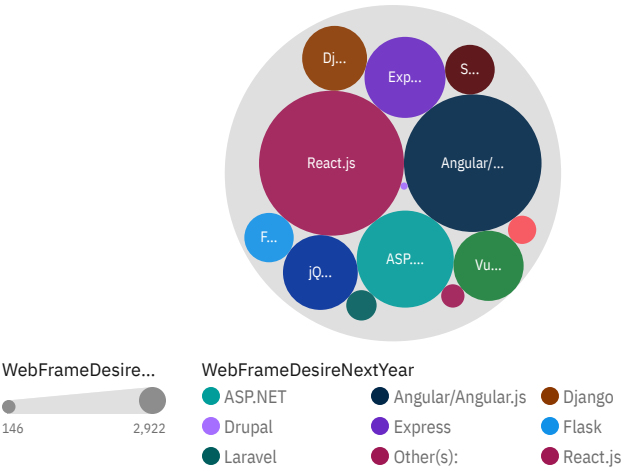 Dj...
Exp...
S...
React.js
Angular/...
F...
jQ...
ASP....
Vu...
WebFrameDesire...
146
2,922
WebFrameDesireNextYear
ASP.NET Angular/Angular.js Django
Drupal Express Flask
Laravel Other(s): React.js